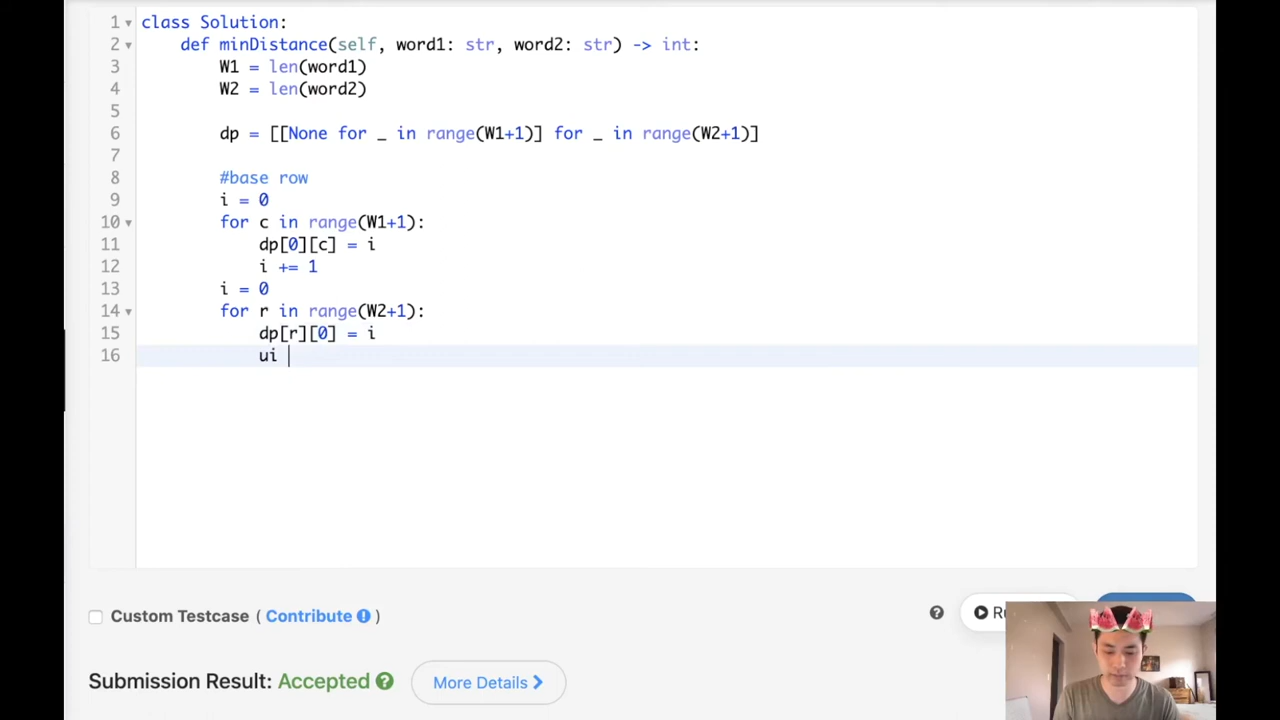 1 class Solution:
2 def minDistance(self, word1: str, word2: str) -> int:
3 W1 = len(word1)
4 W2 = len(word2)
5
6 dp = [[None for _ in range(W1+1)] for _ in range(W2+1)]
7
8 #base row
9 i = 0
10 for c in range(W1+1):
11 dp[0][c] = i
12 i += 1
13 i = 0
14 for r in range(W2+1):
15 dp[r][0] = i
16 ui
Custom Testcase ( Contribute )
Submission Result: Accepted ? More Details >